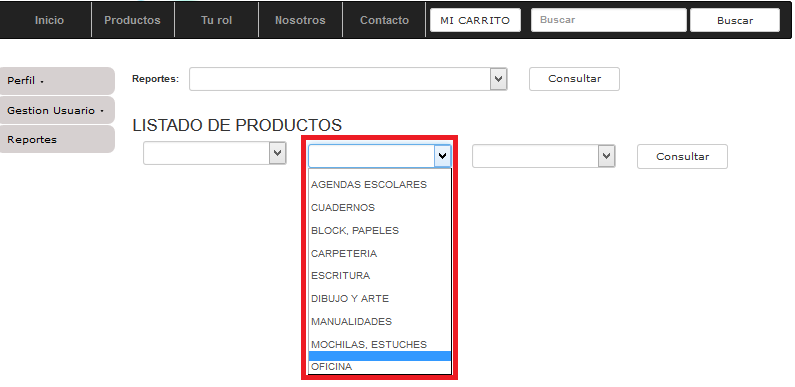 Inicio Productos Tu rol Nosotros Contacto MI CARRITO Buscar Buscar
Perfil
Reportes: Consultar
Gestion Usuario
Reportes
LISTADO DE PRODUCTOS
Consultar
AGENDAS ESCOLARES
CUADERNOS
BLOCK, PAPELES
CARPETERIA
ESCRITURA
DIBUJO Y ARTE
MANUALIDADES
MOCHILAS, ESTUCHES
OFICINA